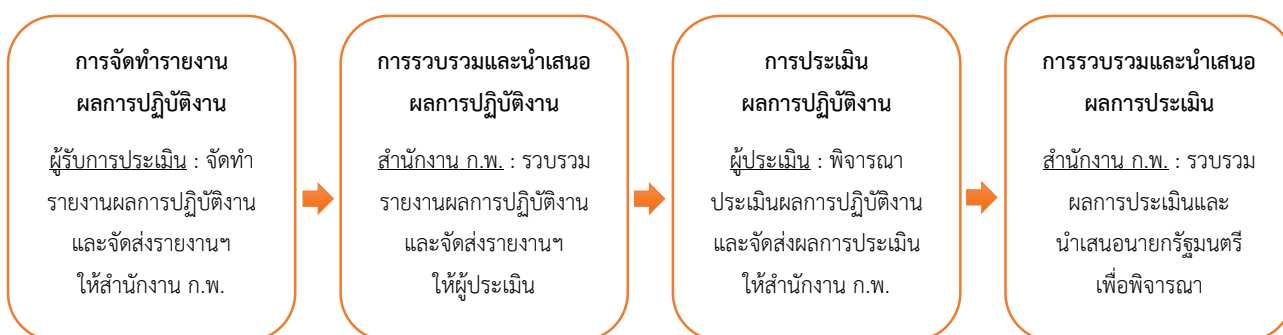 การจัดทำรายงาน
ผลการปฏิบัติงาน
ผู้รับการประเมิน : จัดทำ
รายงานผลการปฏิบัติงาน
และจัดส่งรายงานฯ
ให้สำนักงาน ก.พ.
การรวบรวมและนำเสนอ
ผลการปฏิบัติงาน
สำนักงาน ก.พ. : รวบรวม
รายงานผลการปฏิบัติงาน
และจัดส่งรายงานฯ
ให้ผู้ประเมิน
การประเมิน
ผลการปฏิบัติงาน
ผู้ประเมิน : พิจารณา
ประเมินผลการปฏิบัติงาน
และจัดส่งผลการประเมิน
ให้สำนักงาน ก.พ.
การรวบรวมและนำเสนอ
ผลการประเมิน
สำนักงาน ก.พ. : รวบรวม
ผลการประเมินและ
นำเสนอนายกรัฐมนตรี
เพื่อพิจารณา